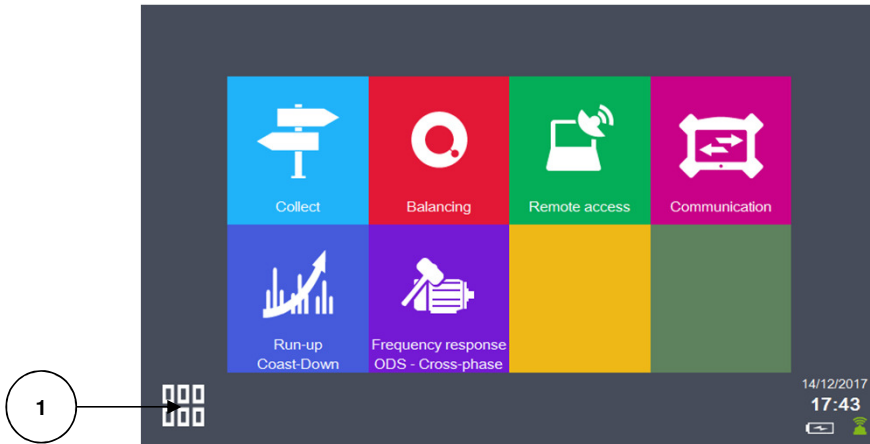 Collect
Balancing
Remote access
Communication
Run-up
Coast-Down
Frequency response
ODS - Cross-phase
1
14/12/2017
17:43